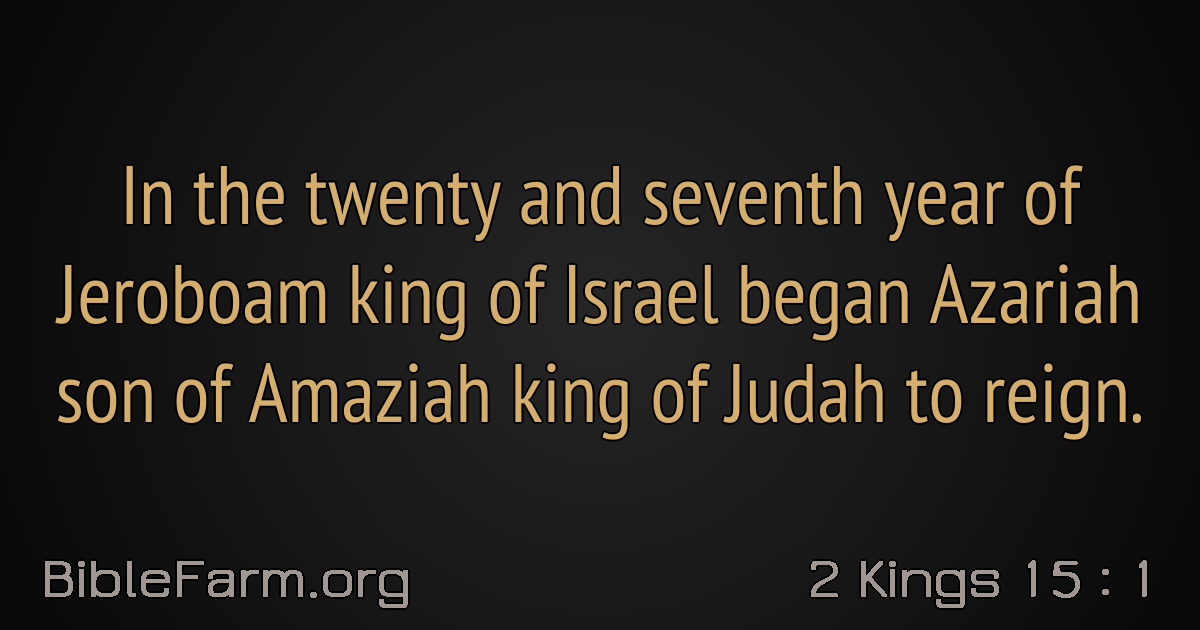 In the twenty and seventh year of
Jeroboam king of Israel began Azariah
son of Amaziah king of Judah to reign.
BibleFarm.org
2 Kings 15 : 1